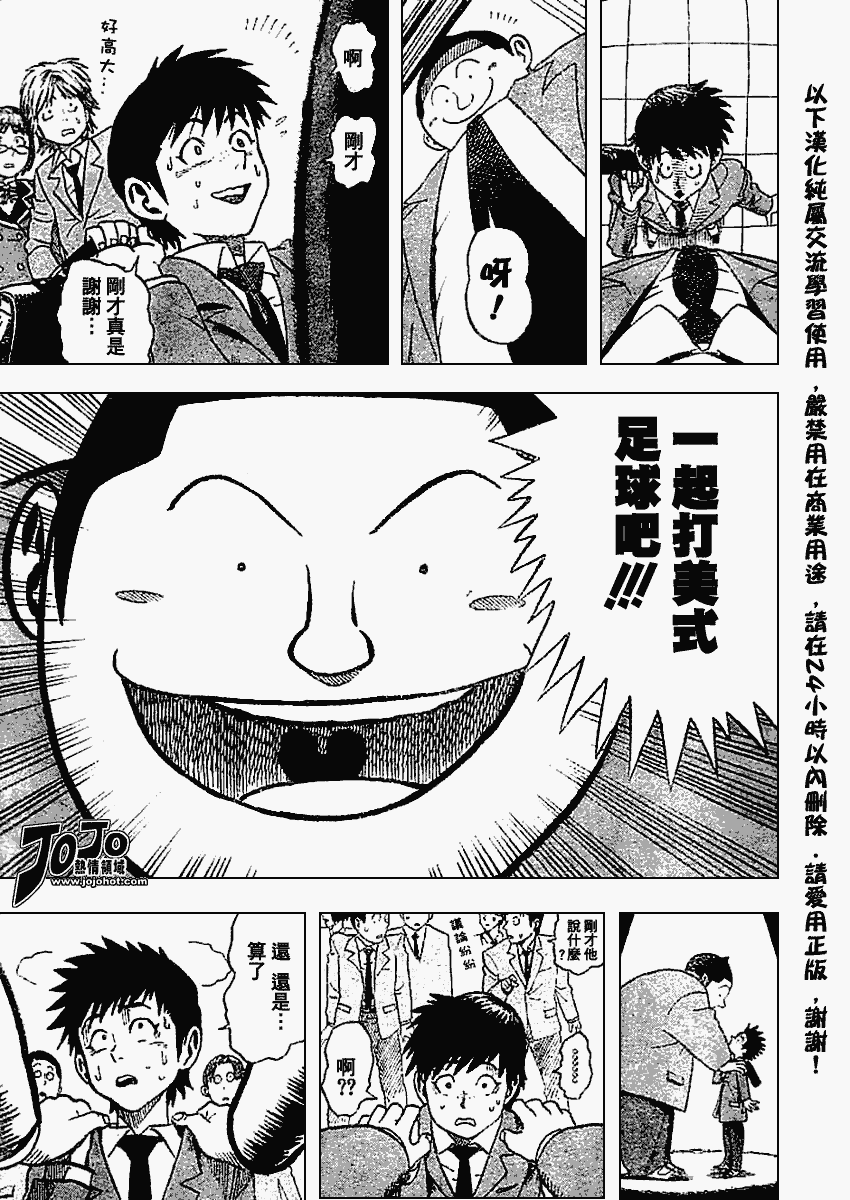 呀！
啊
剛才
好高大…
剛才真是
謝謝…
一起打美式
足球吧!!!
剛才他
說什麼
?
議論紛紛
啊??
還 還是…
算了
JOJO
熱情領域
www.jojohot.com
以下漢化純屬交流學習使用，嚴禁用在商業用途，請在24小時以內刪除．請愛用正版，謝謝！